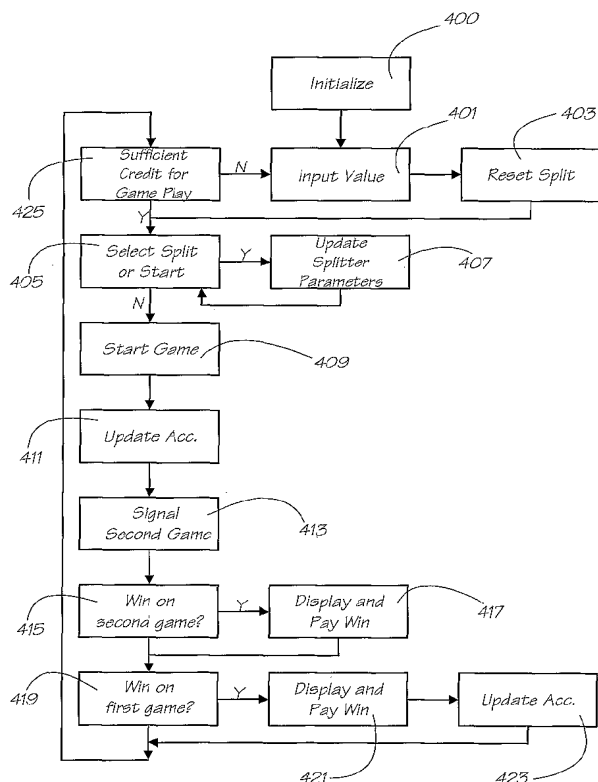 400
Initialize
Sufficient
Credit for
Game Play
425
N
Input Value
401
Reset Split
403
Y
Select Split
or Start
405
Y
Update
Splitter
Parameters
407
N
Start Game
409
Update Acc.
411
Signal
Second Game
413
Win on
second game?
415
Y
Display and
Pay Win
417
Win on
first game?
419
Y
Display and
Pay Win
421
Update Acc.
423